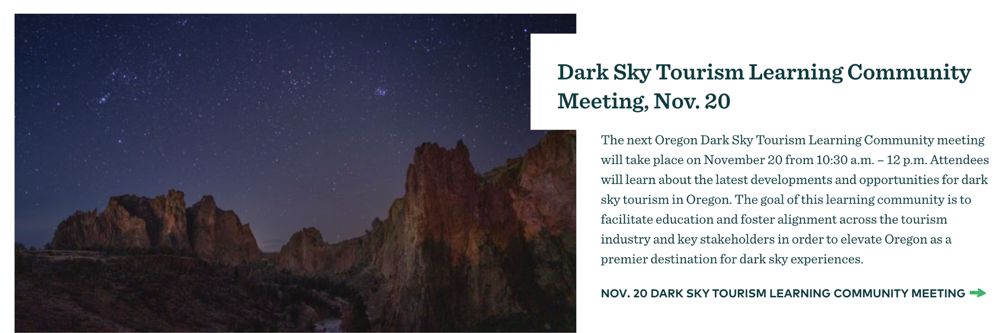 Dark Sky Tourism Learning Community
Meeting, Nov. 20
The next Oregon Dark Sky Tourism Learning Community meeting
will take place on November 20 from 10:30 a.m. – 12 p.m. Attendees
will learn about the latest developments and opportunities for dark
sky tourism in Oregon. The goal of this learning community is to
facilitate education and foster alignment across the tourism
industry and key stakeholders in order to elevate Oregon as a
premier destination for dark sky experiences.
NOV. 20 DARK SKY TOURISM LEARNING COMMUNITY MEETING